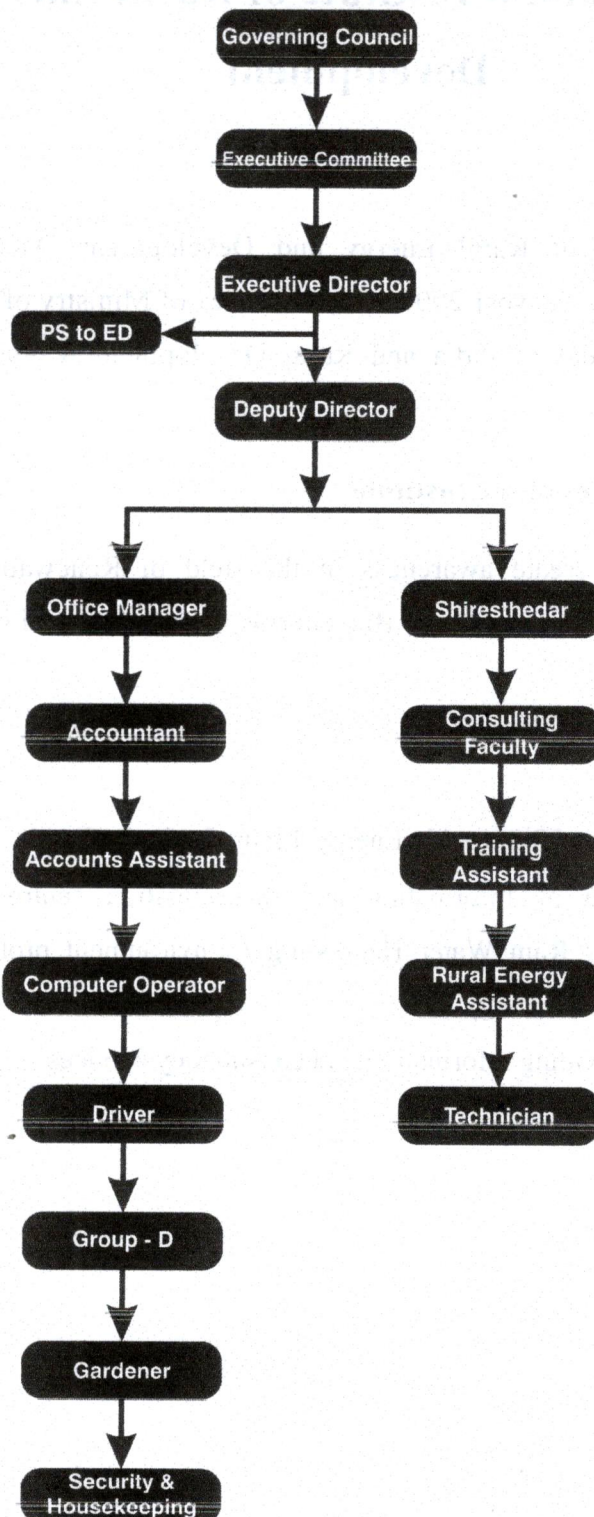 Governing Council
Executive Committee
Executive Director
PS to ED
Deputy Director
Office Manager
Shiresthedar
Accountant
Consulting
Faculty
Accounts Assistant
Training
Assistant
Computer Operator
Rural Energy
Assistant
Driver
Technician
Group - D
Gardener
Security &
Housekeeping